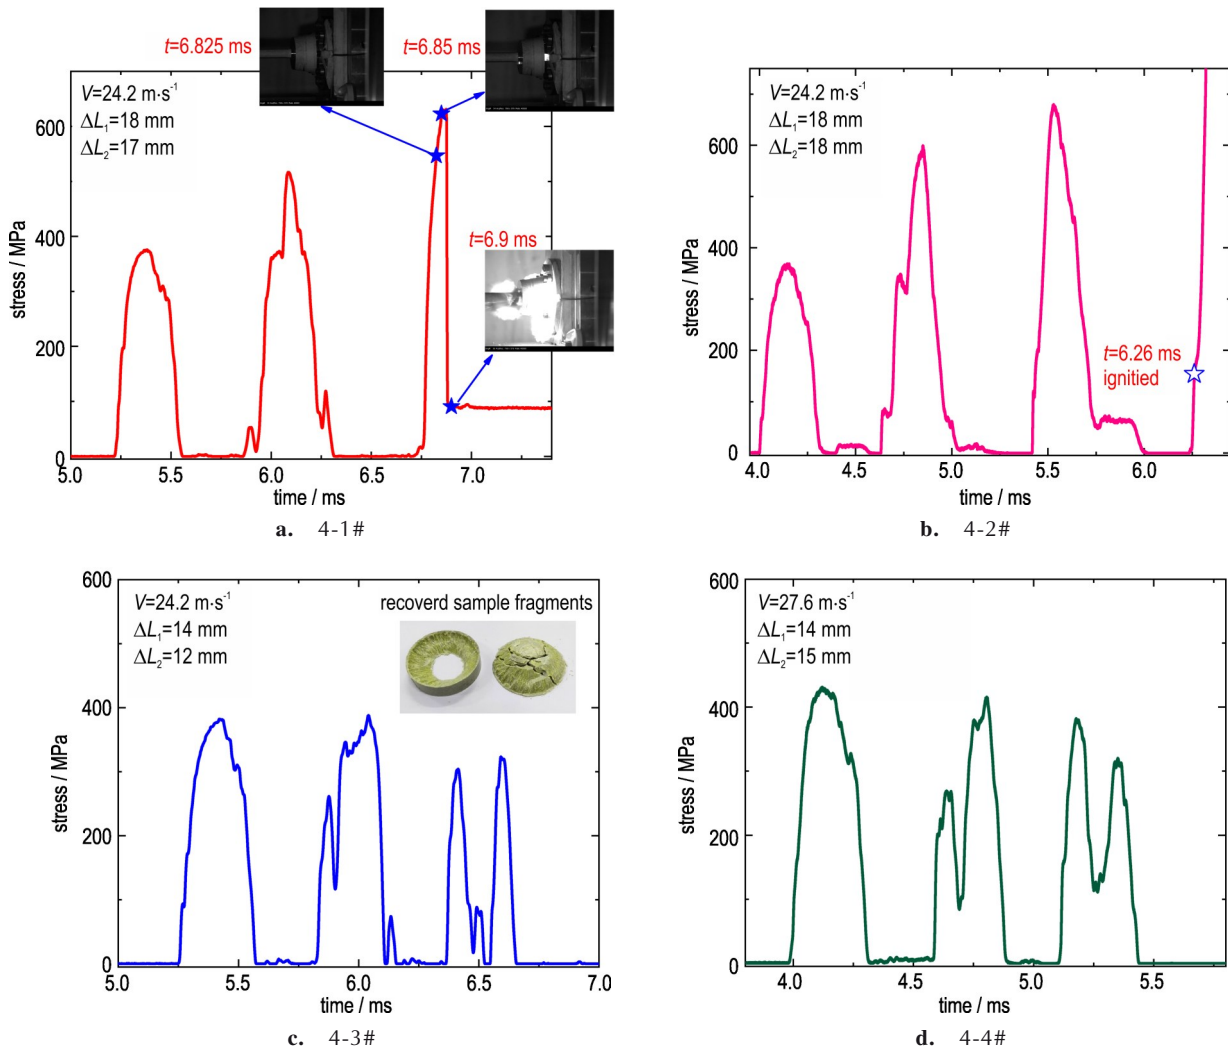 t=6.825 ms
t=6.85 ms
V=24.2 m·s⁻¹
ΔL₁=18 mm
ΔL₂=17 mm
t=6.9 ms
stress / MPa
600
400
200
0
5.0 5.5 6.0 6.5 7.0
time / ms
a. 4-1#
V=24.2 m·s⁻¹
ΔL₁=18 mm
ΔL₂=18 mm
t=6.26 ms
ignitied
stress / MPa
600
400
200
0
4.0 4.5 5.0 5.5 6.0
time / ms
b. 4-2#
V=24.2 m·s⁻¹
ΔL₁=14 mm
ΔL₂=12 mm
recoverd sample fragments
stress / MPa
600
400
200
0
5.0 5.5 6.0 6.5 7.0
time / ms
c. 4-3#
V=27.6 m·s⁻¹
ΔL₁=14 mm
ΔL₂=15 mm
stress / MPa
600
400
200
0
4.0 4.5 5.0 5.5
time / ms
d. 4-4#